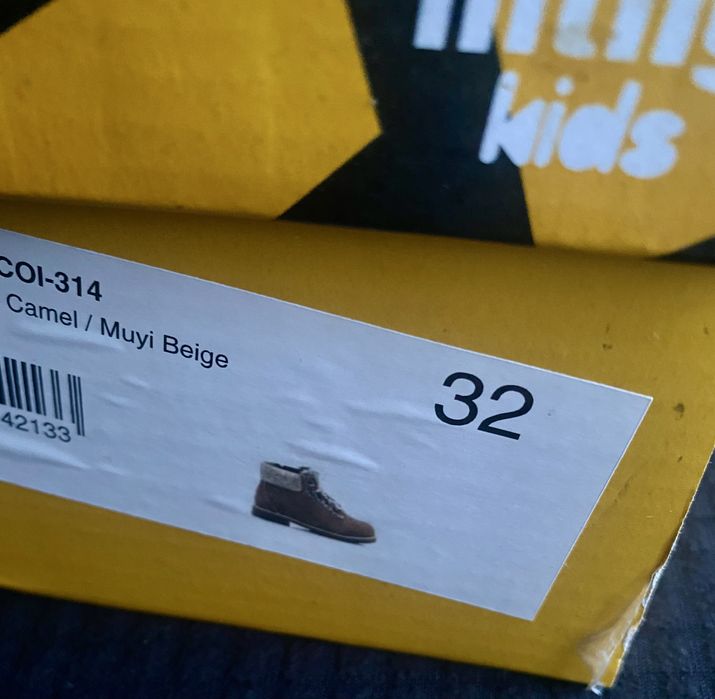 kids
COI-314
Camel / Muyi Beige
32
42133